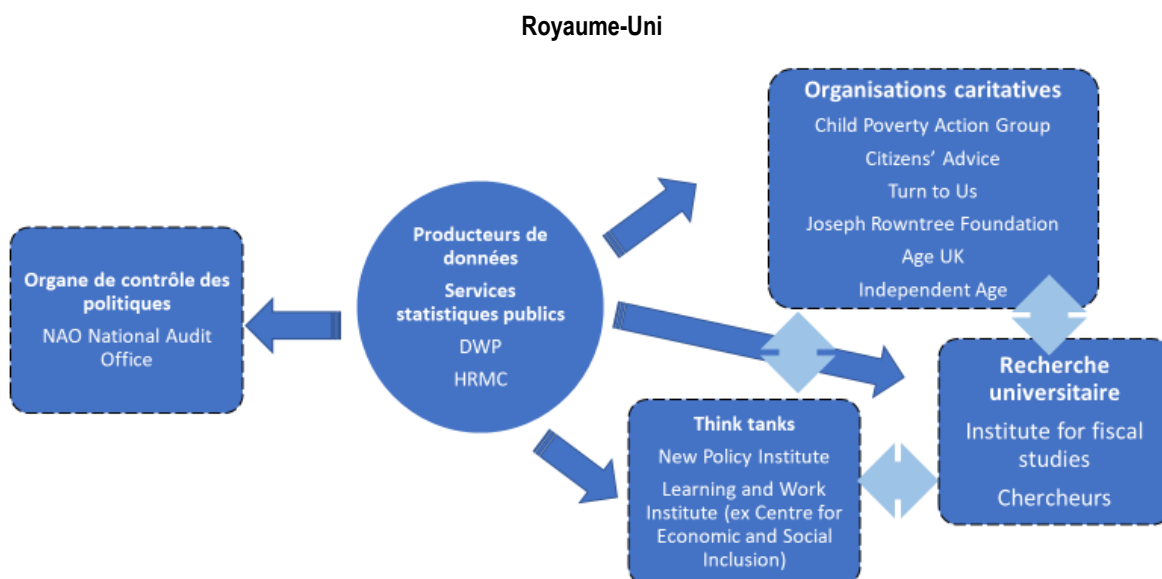 Royaume-Uni
Organe de contrôle des
politiques
NAO National Audit
Office
Producteurs de
données
Services
statistiques publics
DWP
HRMC
Organisations caritatives
Child Poverty Action Group
Citizens’ Advice
Turn to Us
Joseph Rowntree Foundation
Age UK
Independent Age
Think tanks
New Policy Institute
Learning and Work
Institute (ex Centre for
Economic and Social
Inclusion)
Recherche
universitaire
Institute for fiscal
studies
Chercheurs